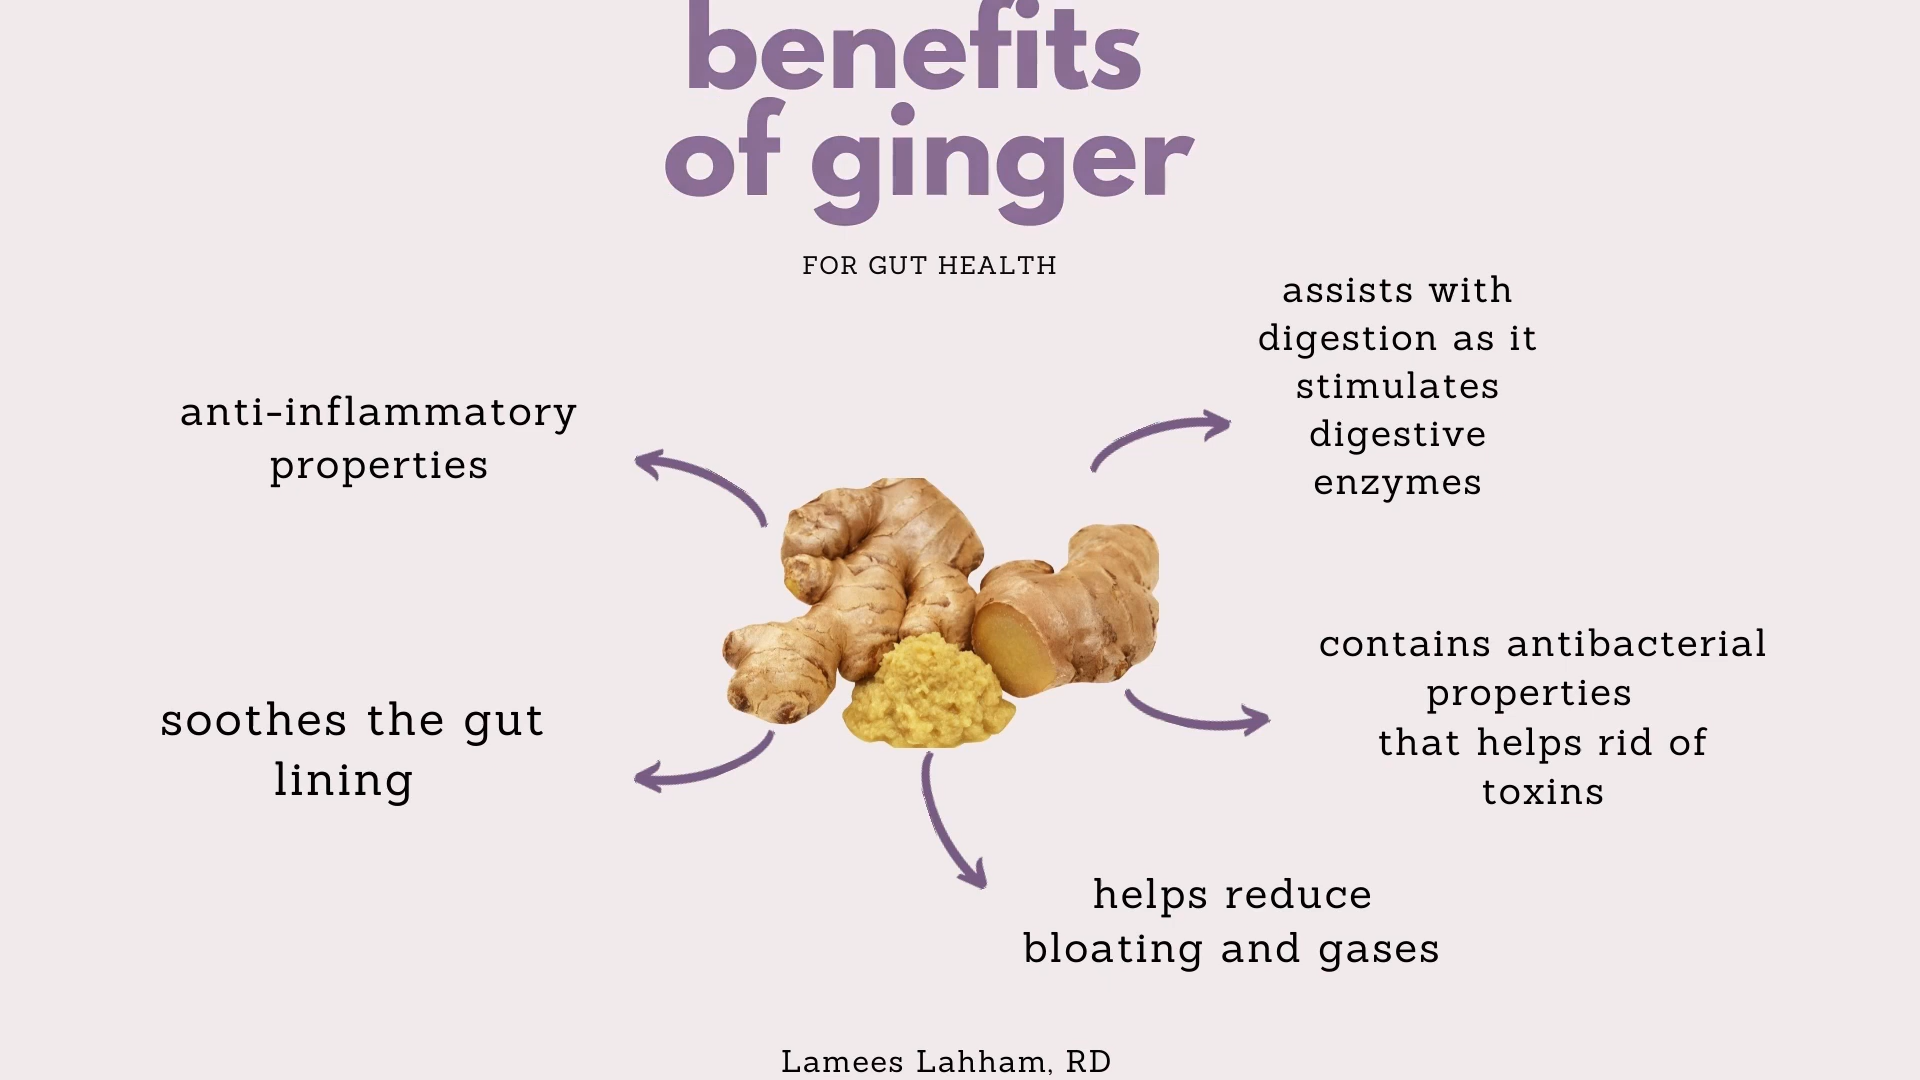 benefits
of ginger
FOR GUT HEALTH
anti-inflammatory
properties
soothes the gut
lining
assists with
digestion as it
stimulates
digestive
enzymes
contains antibacterial
properties
that helps rid of
toxins
helps reduce
bloating and gases
Lamees Lahham, RD